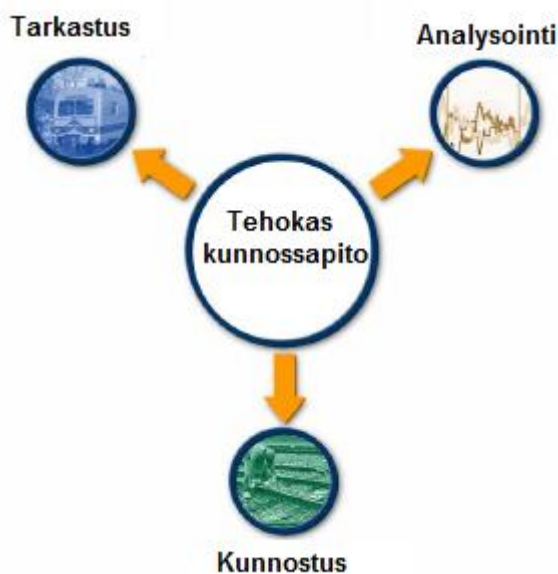 Tarkastus
Analysointi
Tehokas
kunnossapito
Kunnostus